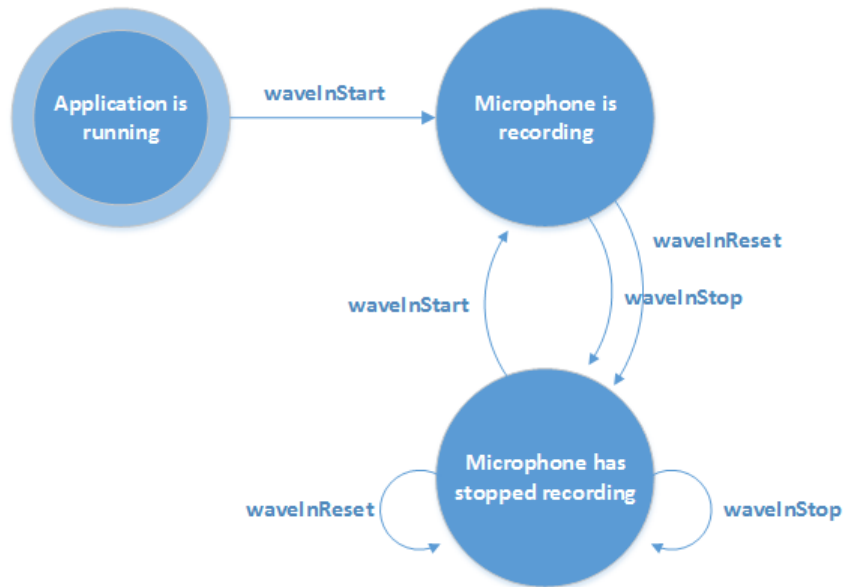 Application is
running
waveInStart
Microphone is
recording
waveInReset
waveInStop
waveInStart
Microphone has
stopped recording
waveInReset
waveInStop